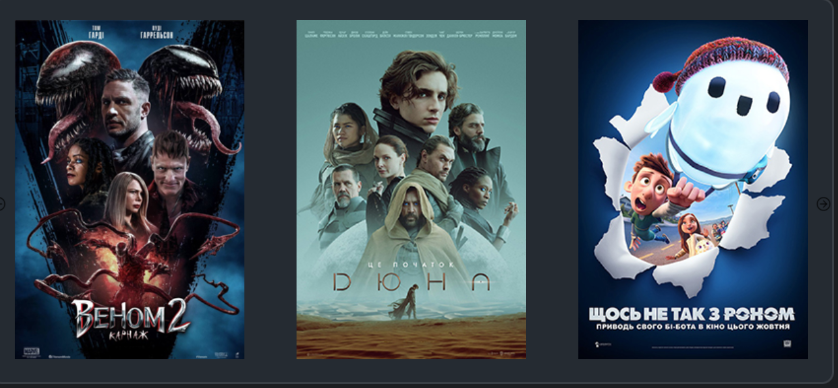 ТОМ
ГАРДІ
ВУДІ
ГАРРЕЛЬСОН
ВЕНОМ 2
КАРНАЖ
MARVEL
ЦЕ ПОЧАТОК
ДЮНА
ЩОСЬ НЕ ТАК З РОНОМ
ПРИВОДЬ СВОГО БІ-БОТА В КІНО ЦЬОГО ЖОВТНЯ